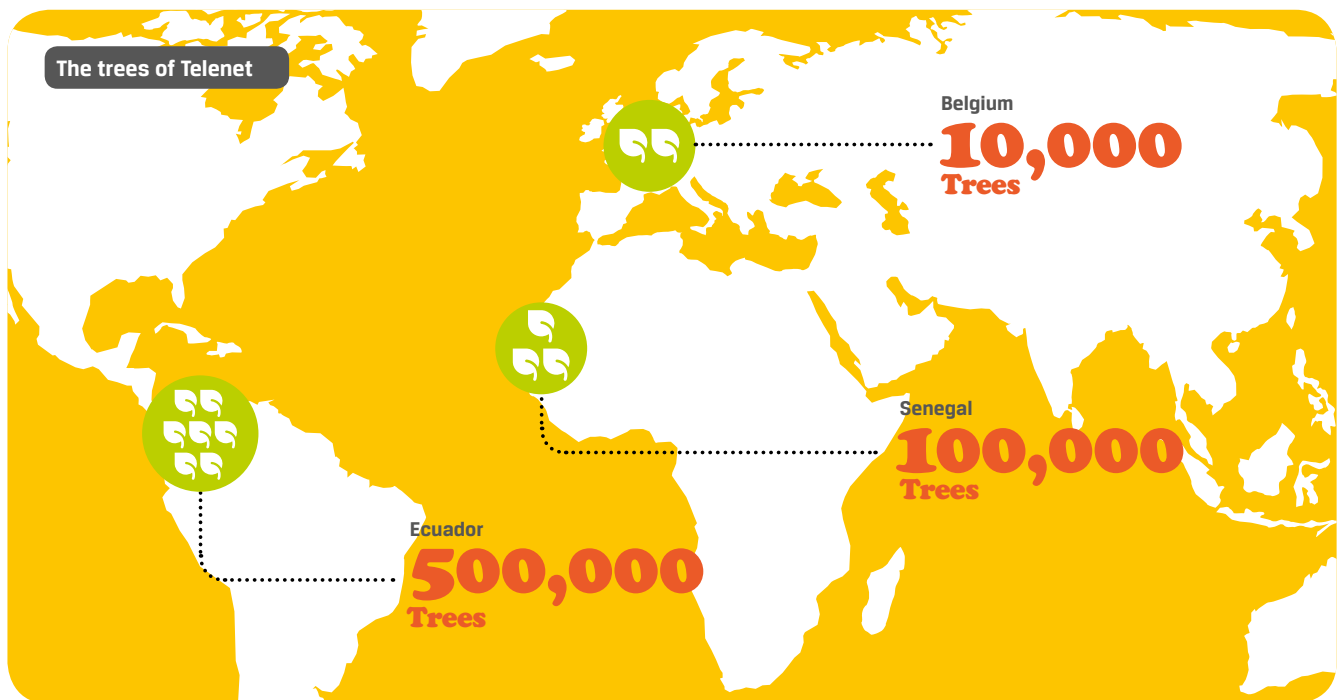 The trees of Telenet
Belgium
10,000
Trees
Senegal
100,000
Trees
Ecuador
500,000
Trees